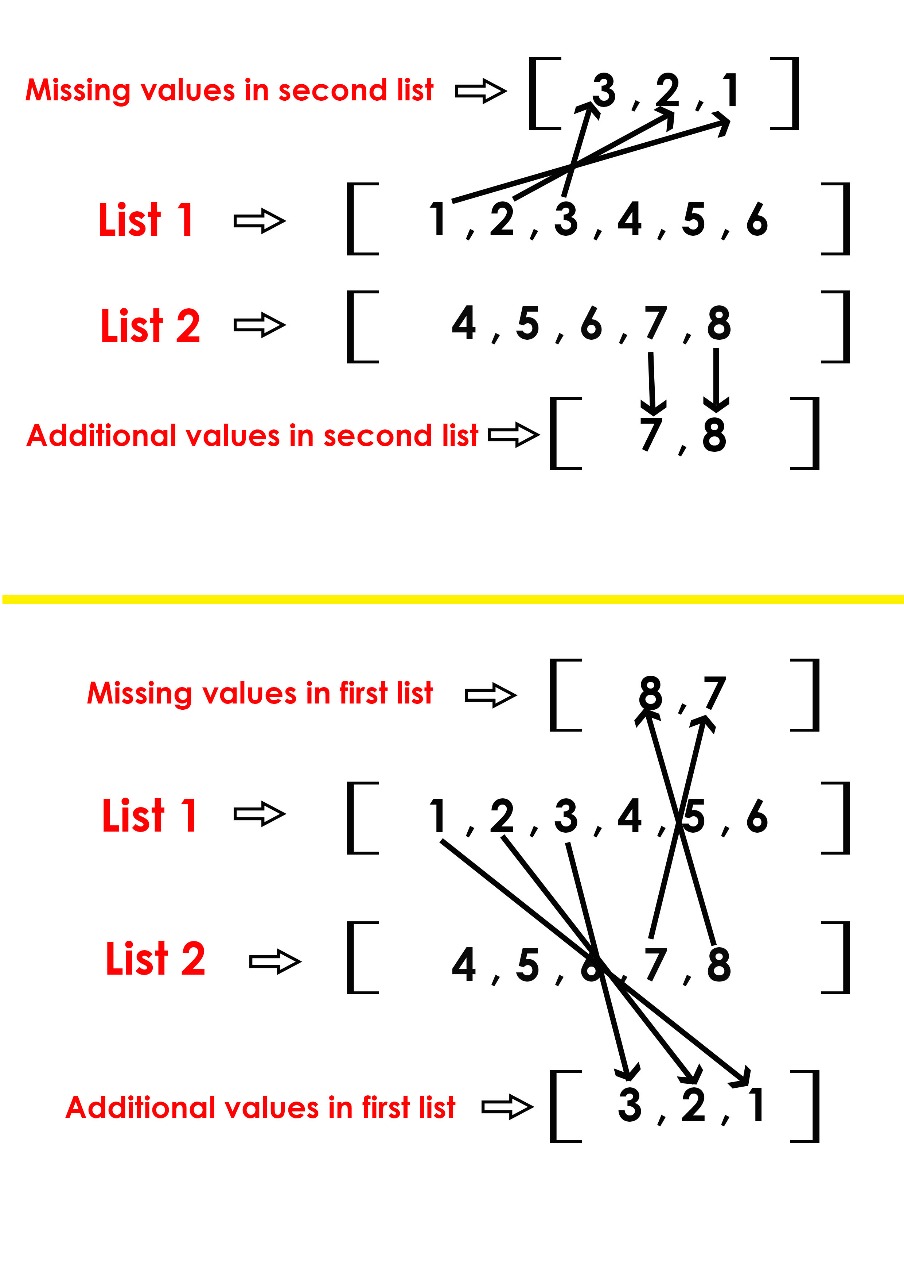 Missing values in second list ⇨ [ 3 , 2 , 1 ]
List 1 ⇨ [ 1 , 2 , 3 , 4 , 5 , 6 ]
List 2 ⇨ [ 4 , 5 , 6 , 7 , 8 ]
Additional values in second list ⇨ [ 7 , 8 ]
Missing values in first list ⇨ [ 8 , 7 ]
List 1 ⇨ [ 1 , 2 , 3 , 4 , 5 , 6 ]
List 2 ⇨ [ 4 , 5 , 6 , 7 , 8 ]
Additional values in first list ⇨ [ 3 , 2 , 1 ]